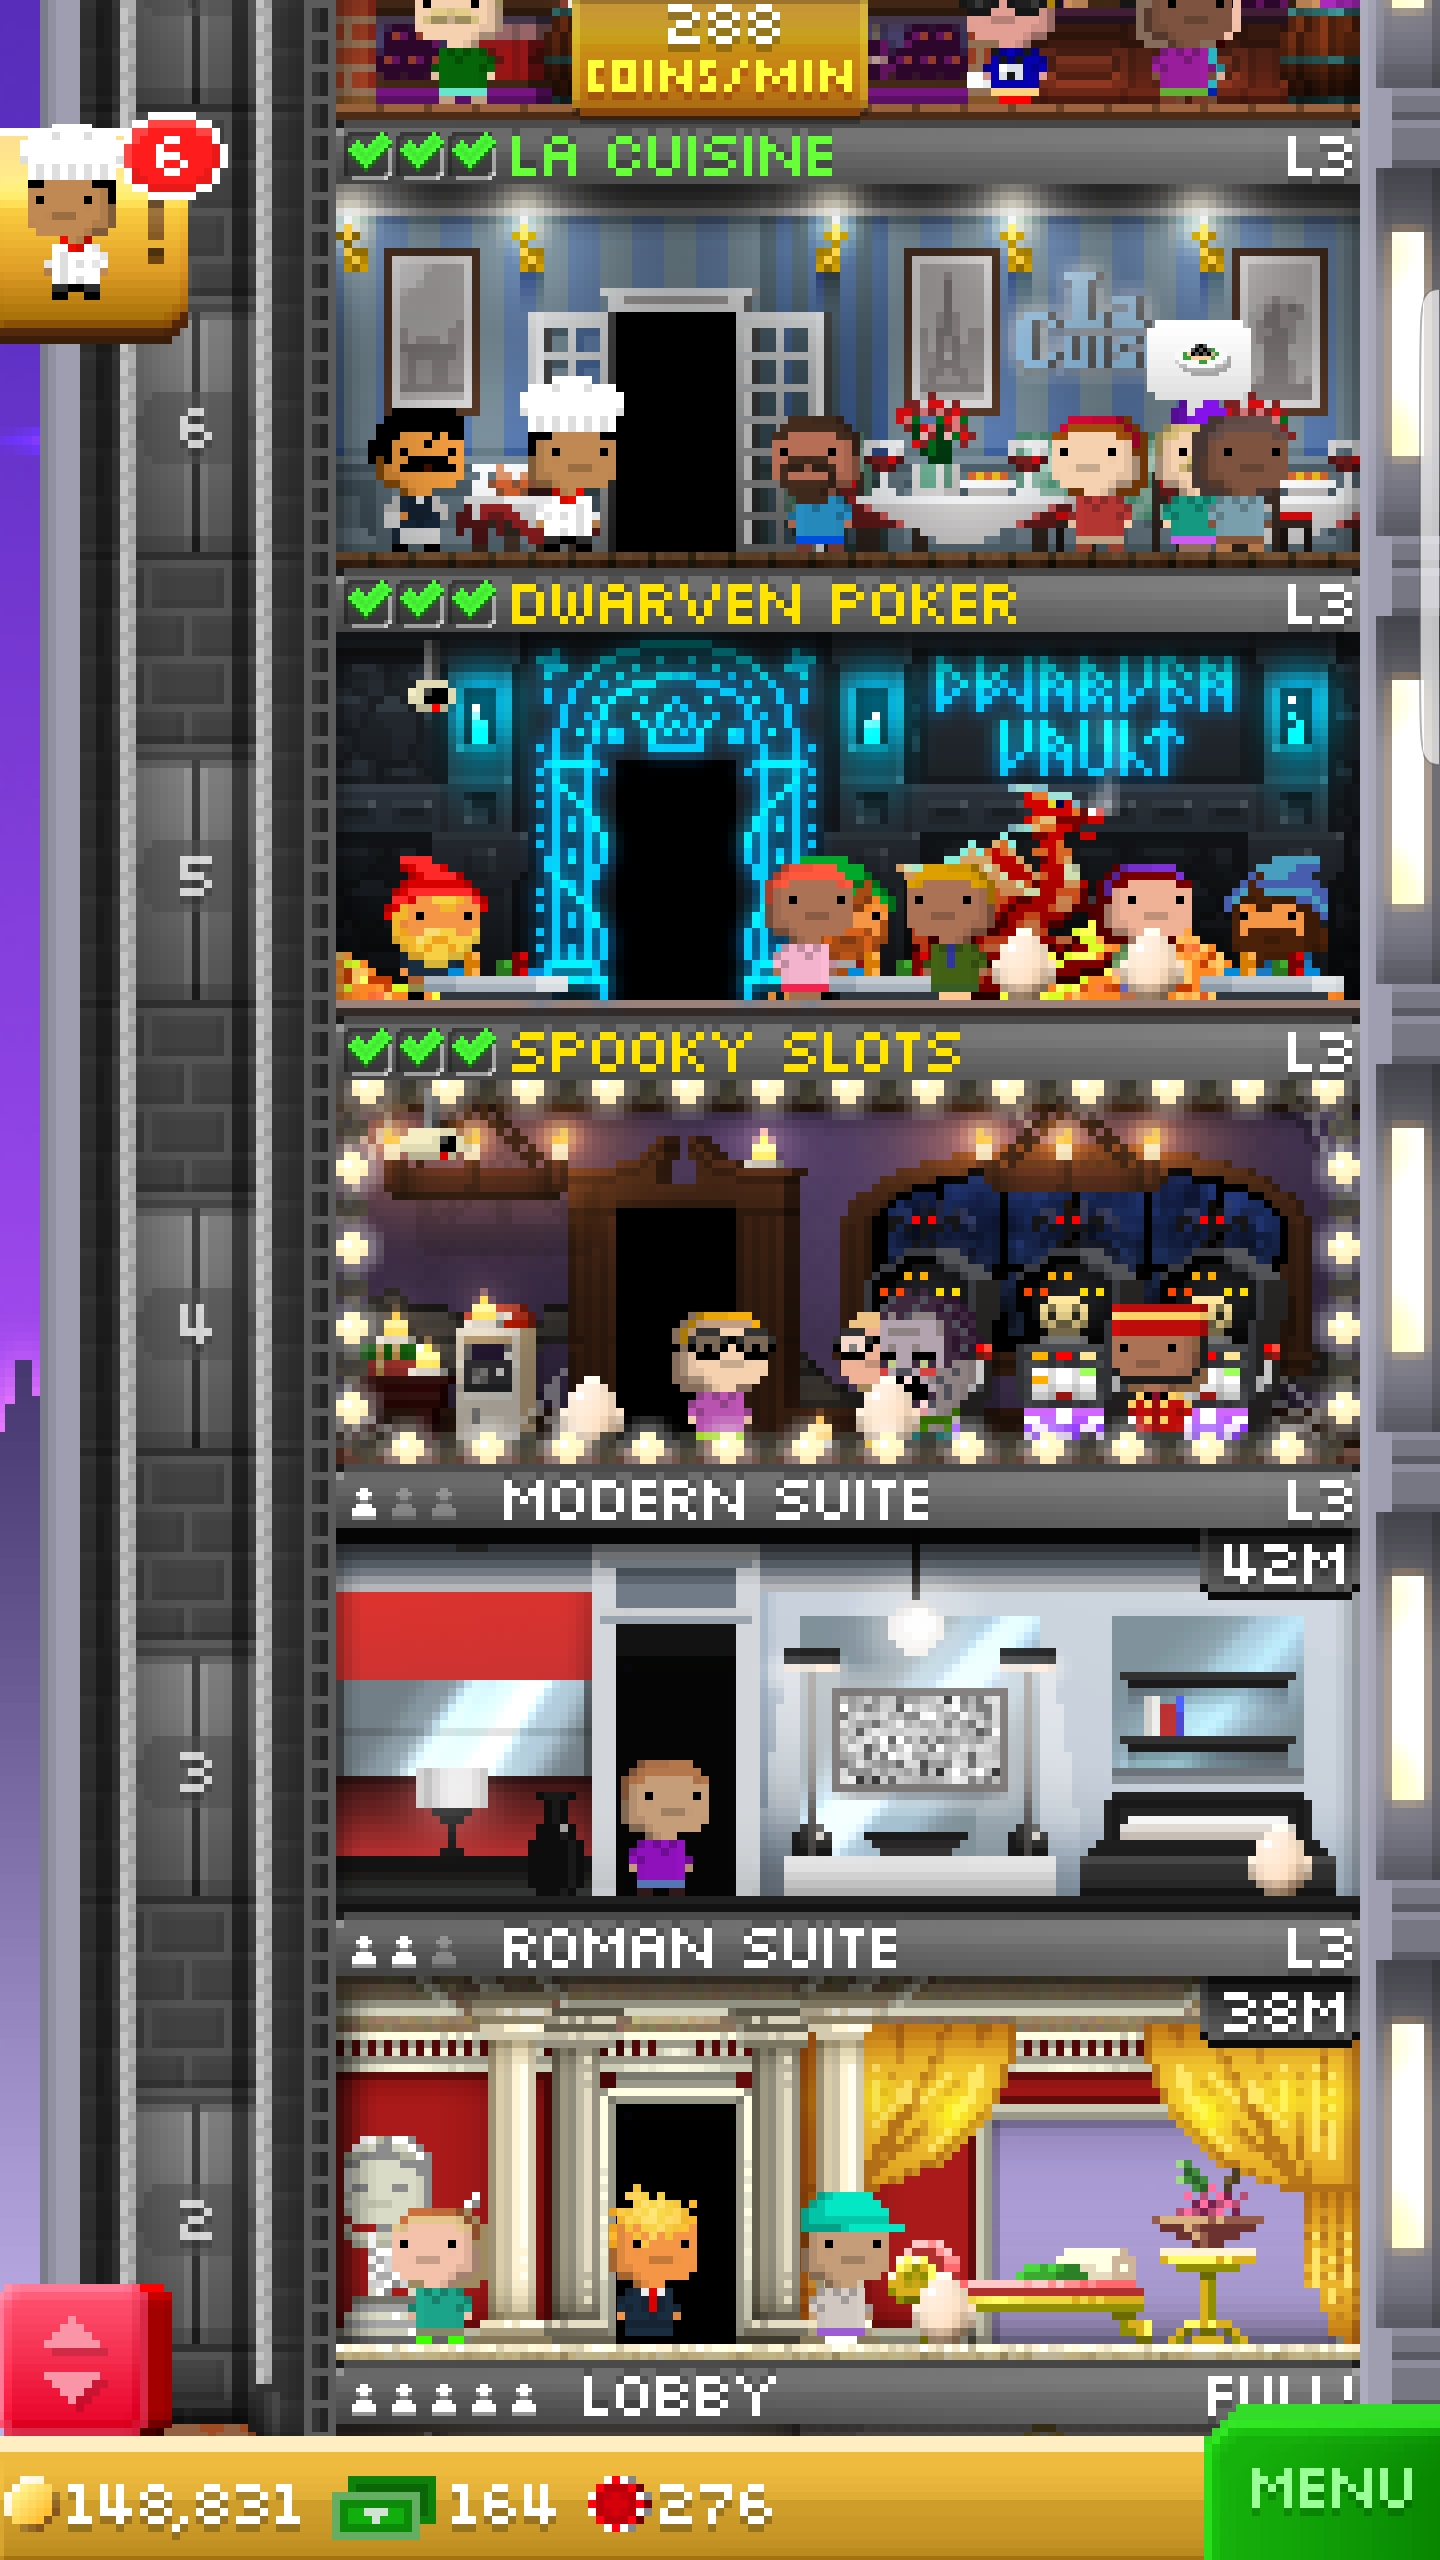 288
COINS/MIN
6
LA CUISINE L3
La
6
DWARVEN POKER L3
DWARVEN
VAULT
5
SPOOKY SLOTS L3
4
MODERN SUITE L3
42M
3
ROMAN SUITE L3
38M
2
LOBBY FULL!
148,831 164 276
MENU